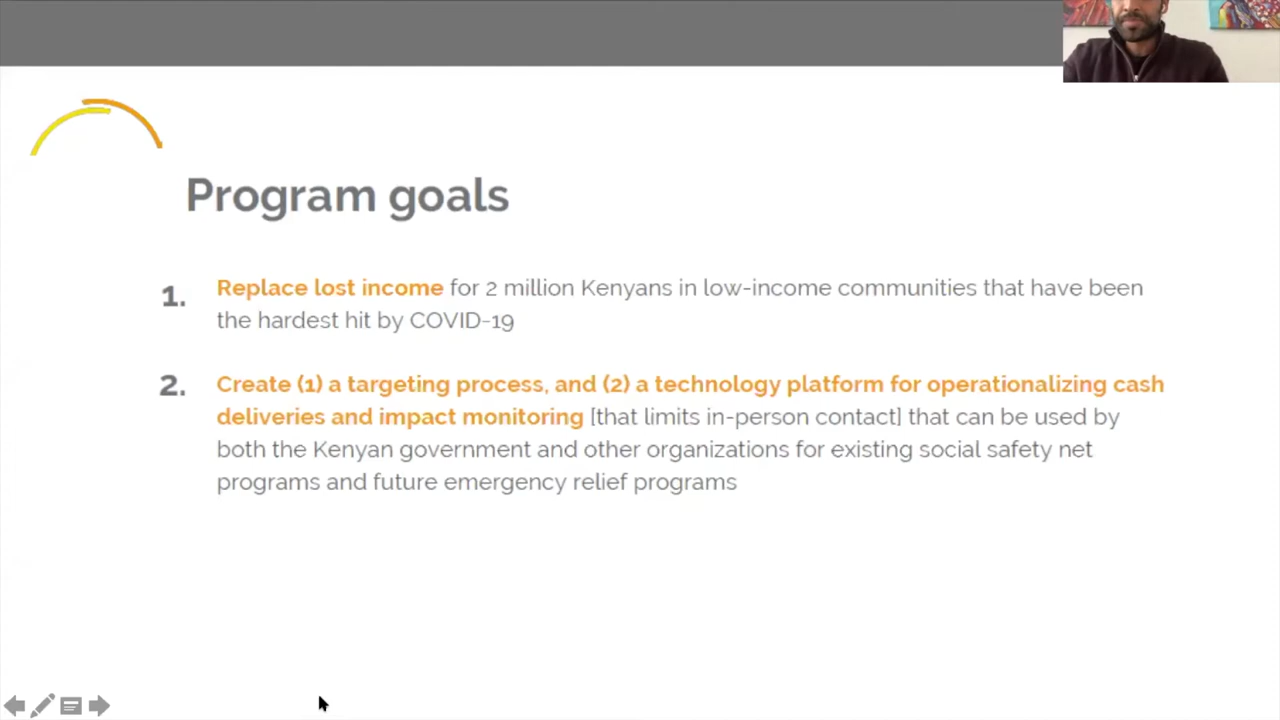 Program goals
1. Replace lost income for 2 million Kenyans in low-income communities that have been
the hardest hit by COVID-19
2. Create (1) a targeting process, and (2) a technology platform for operationalizing cash
deliveries and impact monitoring [that limits in-person contact] that can be used by
both the Kenyan government and other organizations for existing social safety net
programs and future emergency relief programs